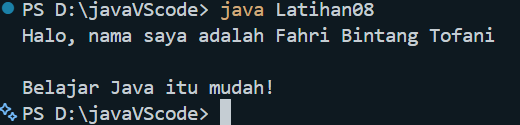 PS D:\javaVScode> java Latihan08
Halo, nama saya adalah Fahri Bintang Tofani
Belajar Java itu mudah!
PS D:\javaVScode>